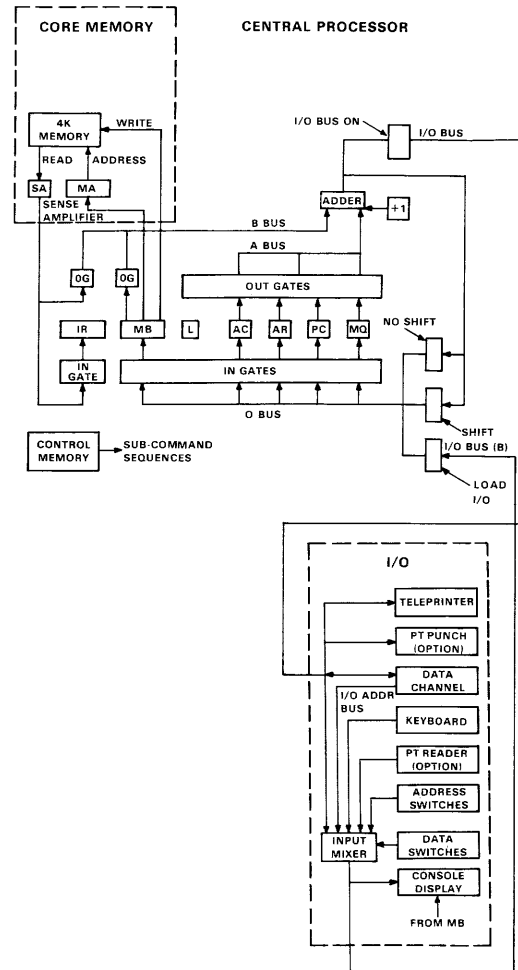 CORE MEMORY
CENTRAL PROCESSOR
4K
MEMORY
WRITE
READ
ADDRESS
SA
MA
SENSE
AMPLIFIER
I/O BUS ON
I/O BUS
ADDER
+1
B BUS
A BUS
OG
OG
OUT GATES
IR
MB
L
AC
AR
PC
MQ
NO SHIFT
IN
GATE
IN GATES
O BUS
SHIFT
I/O BUS (B)
LOAD
I/O
CONTROL
MEMORY
SUB-COMMAND
SEQUENCES
I/O
TELEPRINTER
PT PUNCH
(OPTION)
DATA
CHANNEL
I/O ADDR
BUS
KEYBOARD
PT READER
(OPTION)
ADDRESS
SWITCHES
INPUT
MIXER
DATA
SWITCHES
CONSOLE
DISPLAY
FROM MB